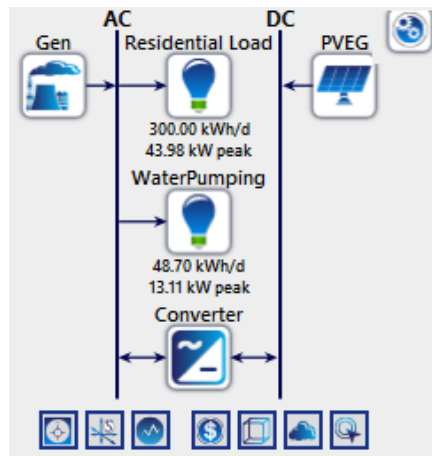 AC DC
Gen Residential Load PVEG
300.00 kWh/d
43.98 kW peak
WaterPumping
48.70 kWh/d
13.11 kW peak
Converter